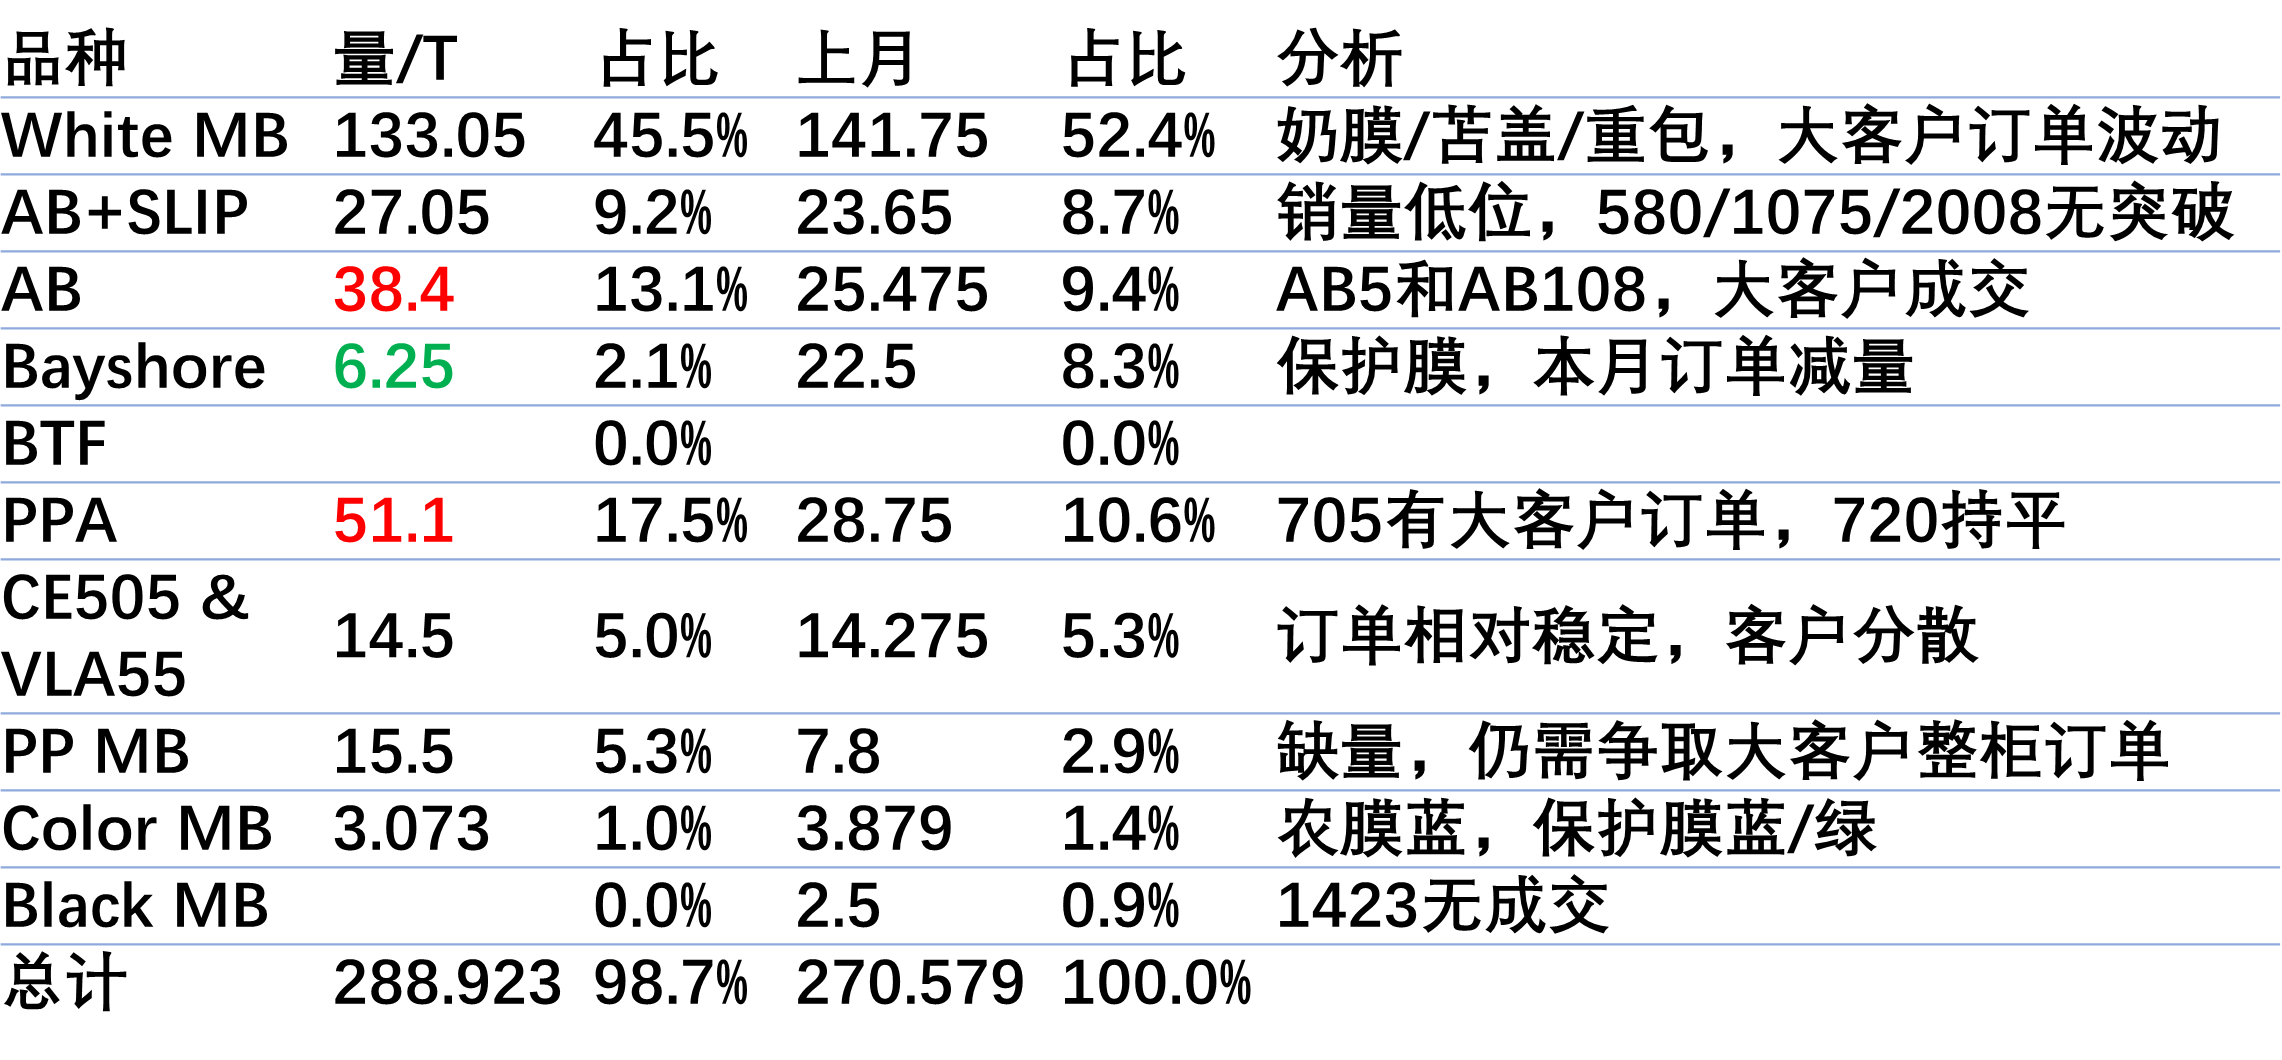 品种 量/T 占比 上月 占比 分析
White MB 133.05 45.5% 141.75 52.4% 奶膜/苫盖/重包，大客户订单波动
AB+SLIP 27.05 9.2% 23.65 8.7% 销量低位，580/1075/2008无突破
AB 38.4 13.1% 25.475 9.4% AB5和AB108，大客户成交
Bayshore 6.25 2.1% 22.5 8.3% 保护膜，本月订单减量
BTF 0.0% 0.0%
PPA 51.1 17.5% 28.75 10.6% 705有大客户订单，720持平
CE505 &
VLA55 14.5 5.0% 14.275 5.3% 订单相对稳定，客户分散
PP MB 15.5 5.3% 7.8 2.9% 缺量，仍需争取大客户整柜订单
Color MB 3.073 1.0% 3.879 1.4% 农膜蓝，保护膜蓝/绿
Black MB 0.0% 2.5 0.9% 1423无成交
总计 288.923 98.7% 270.579 100.0%